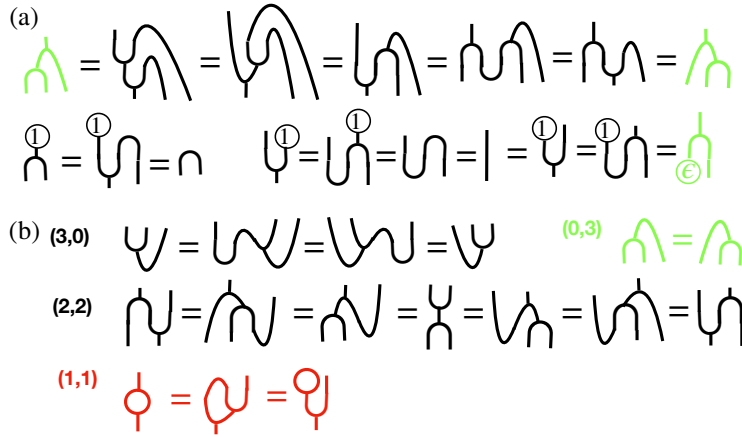 (a)
= = = = = =
1 = 1 = 1 = 1 = = = 1 = 1 = ϵ
(b) (3,0) = = = (0,3) =
(2,2) = = = = = =
(1,1) = =